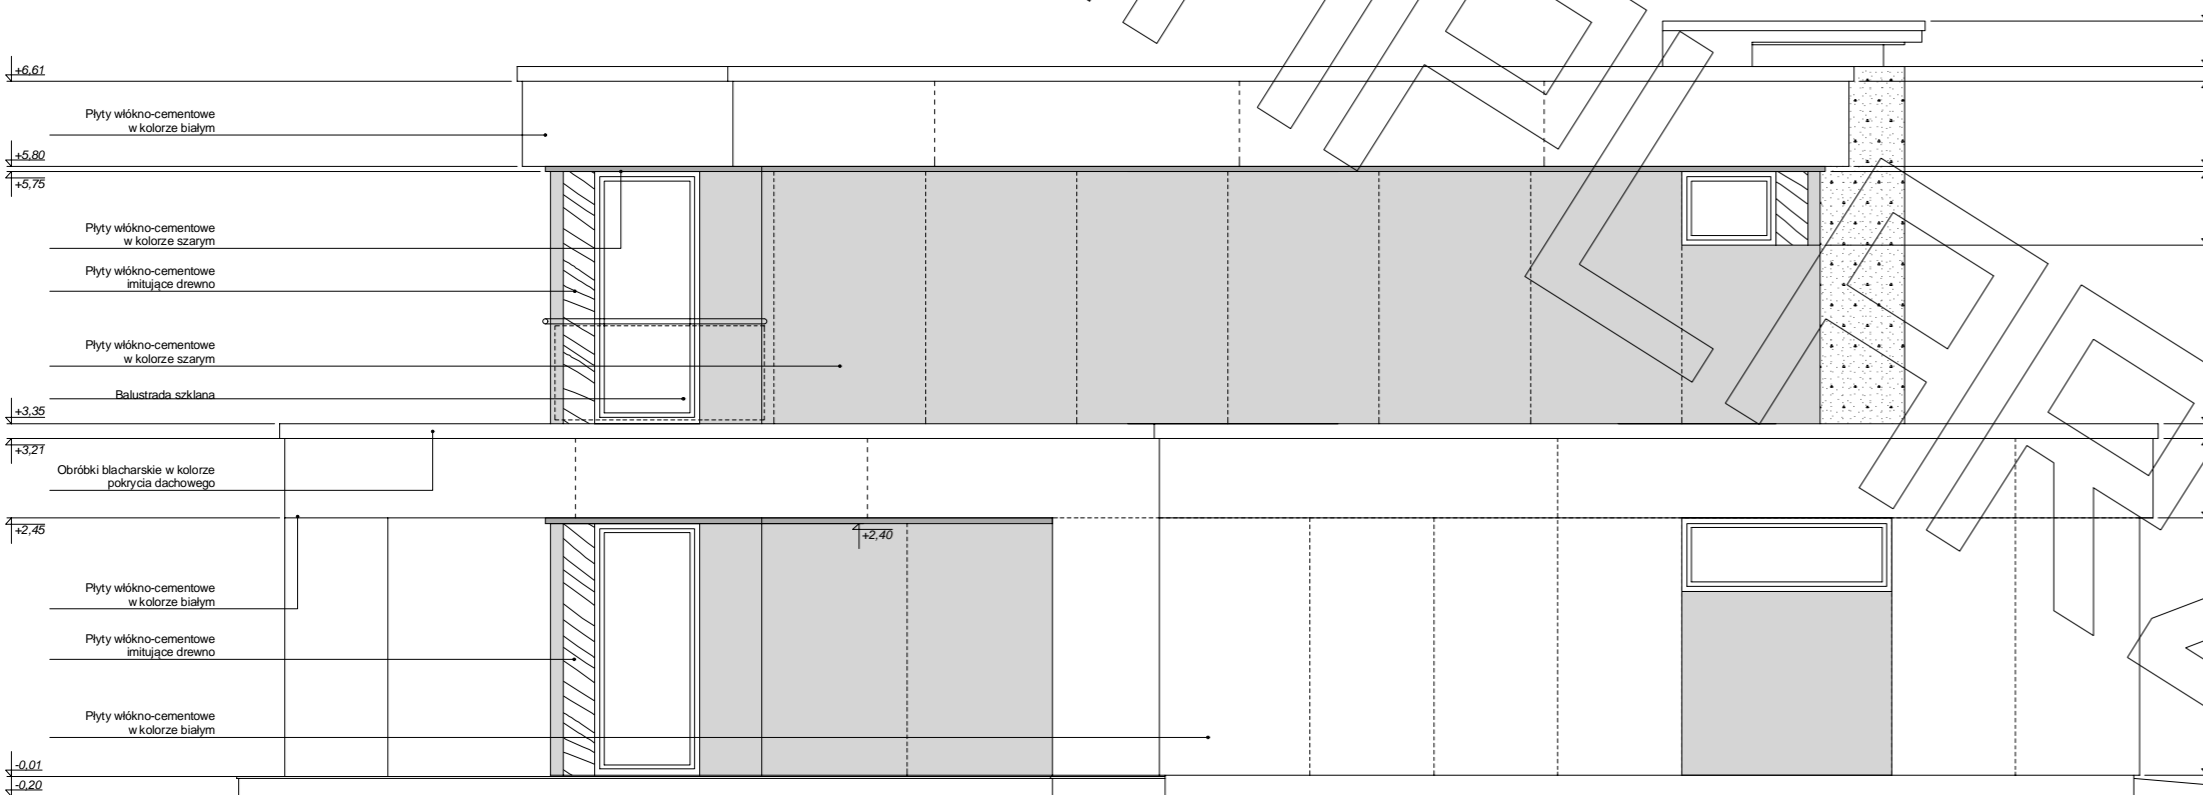 +6,61
Płyty włókno-cementowe
w kolorze białym
+5,80
+5,75
Płyty włókno-cementowe
w kolorze szarym
Płyty włókno-cementowe
imitujące drewno
Płyty włókno-cementowe
w kolorze szarym
Balustrada szklana
+3,35
+3,21
Obróbki blacharskie w kolorze
pokrycia dachowego
+2,45
+2,40
Płyty włókno-cementowe
w kolorze białym
Płyty włókno-cementowe
imitujące drewno
Płyty włókno-cementowe
w kolorze białym
-0,01
-0,20